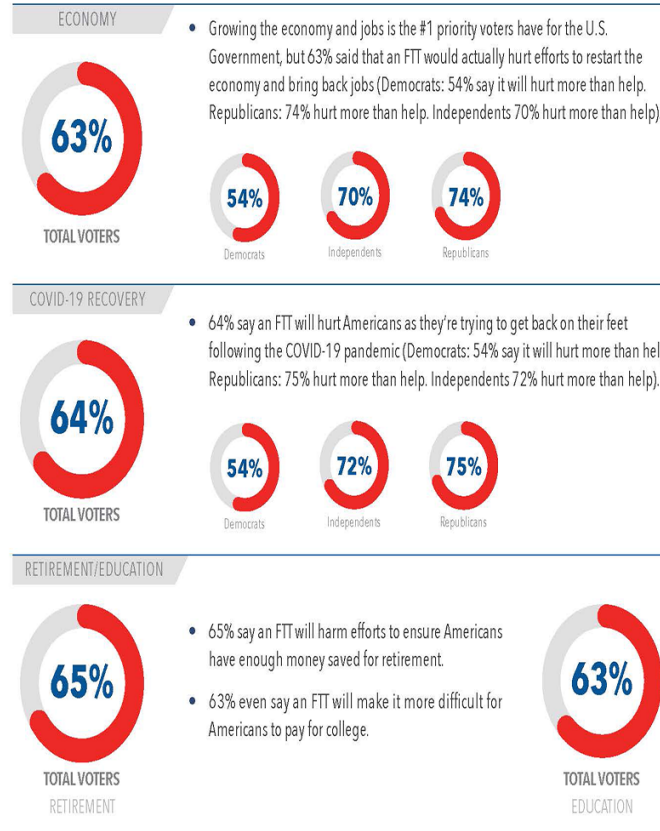 ECONOMY
• Growing the economy and jobs is the #1 priority voters have for the U.S.
Government, but 63% said that an FTT would actually hurt efforts to restart the
economy and bring back jobs (Democrats: 54% say it will hurt more than help.
Republicans: 74% hurt more than help. Independents 70% hurt more than help)
63%
TOTAL VOTERS
54%
70%
74%
Democrats
Independents
Republicans
COVID-19 RECOVERY
• 64% say an FTT will hurt Americans as they're trying to get back on their feet
following the COVID-19 pandemic (Democrats: 54% say it will hurt more than hel
Republicans: 75% hurt more than help. Independents 72% hurt more than help).
64%
TOTAL VOTERS
54%
72%
75%
Democrats
Independents
Republicans
RETIREMENT/EDUCATION
65%
TOTAL VOTERS
RETIREMENT
• 65% say an FTT will harm efforts to ensure Americans
have enough money saved for retirement.
• 63% even say an FTT will make it more difficult for
Americans to pay for college.
63%
TOTAL VOTERS
EDUCATION